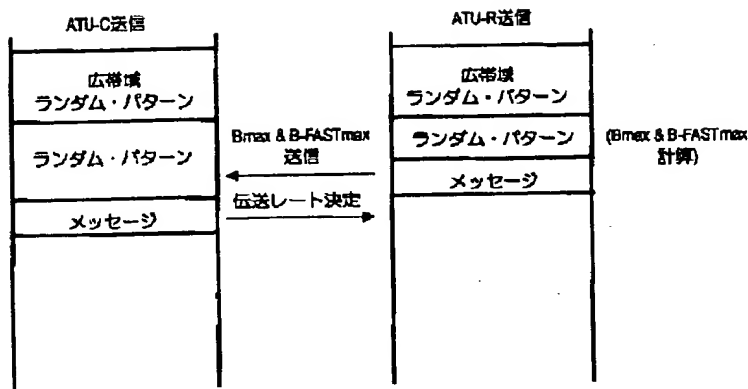 ATU-C送信
広帯域
ランダム・パターン
ランダム・パターン
メッセージ
Bmax & B-FASTmax
送信
伝送レート決定
ATU-R送信
広帯域
ランダム・パターン
ランダム・パターン
メッセージ
(Bmax & B-FASTmax
計算)